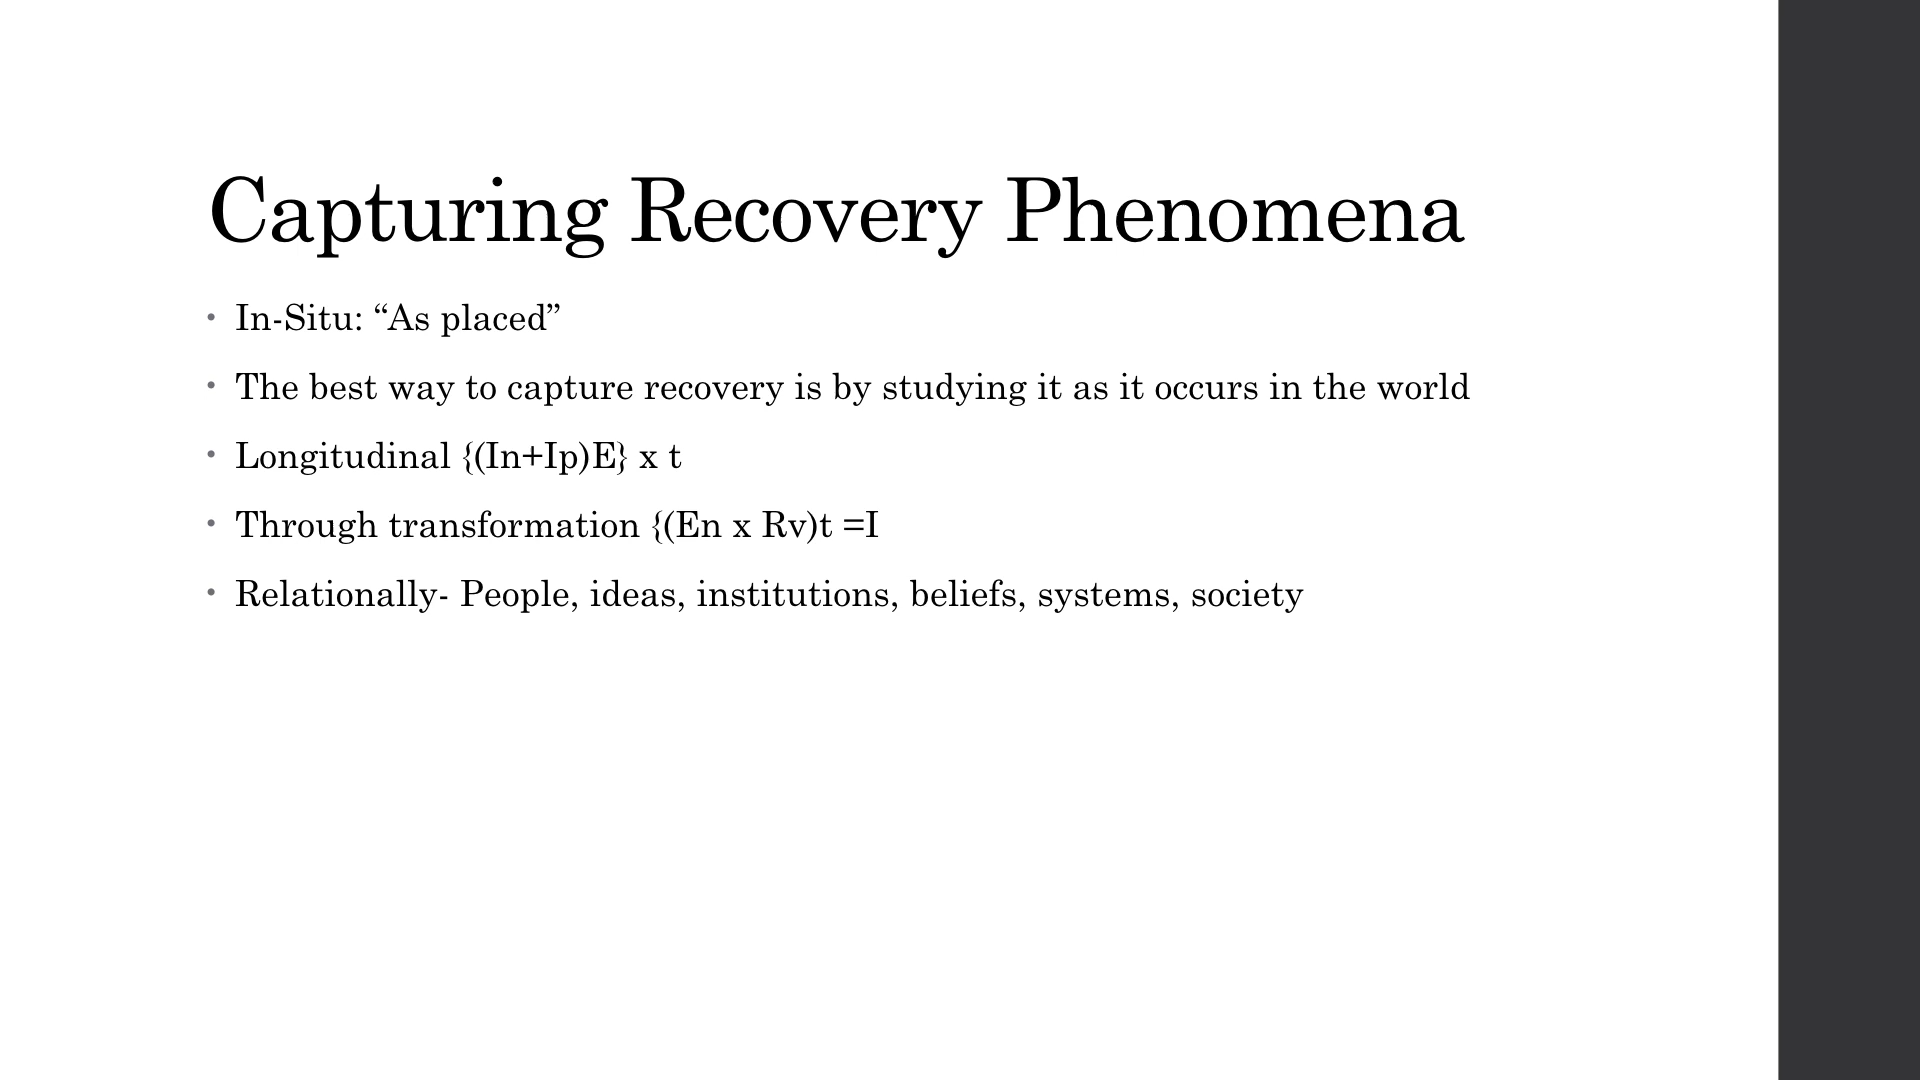 Capturing Recovery Phenomena
• In-Situ: “As placed”
• The best way to capture recovery is by studying it as it occurs in the world
• Longitudinal {(In+Ip)E} x t
• Through transformation {(En x Rv)t =I
• Relationally- People, ideas, institutions, beliefs, systems, society